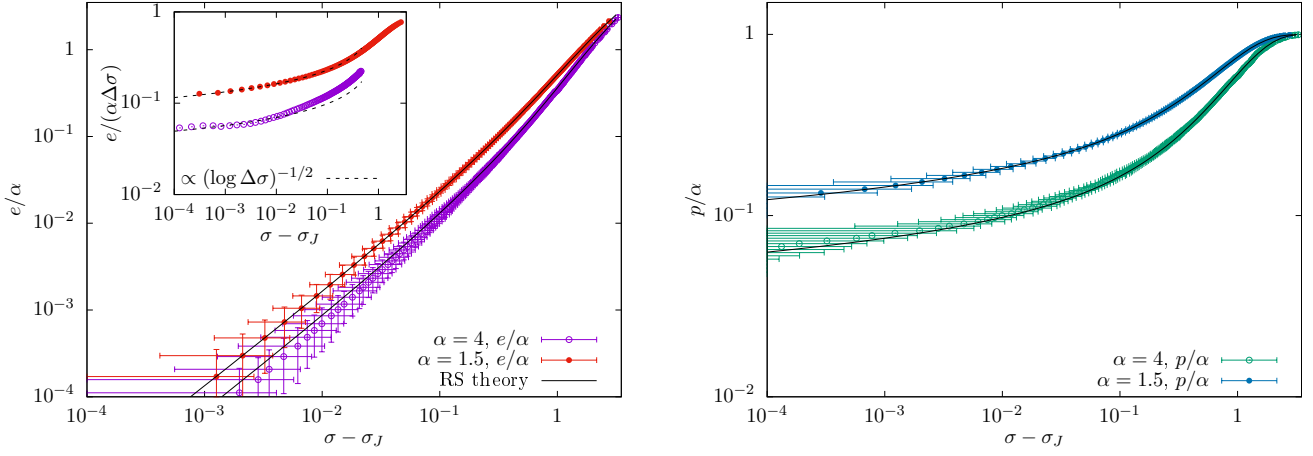 1
10⁻¹
10⁻²
10⁻³
10⁻⁴
e/α
10⁻⁴ 10⁻³ 10⁻² 10⁻¹ 1
σ − σ_J
α = 4, e/α
α = 1.5, e/α
RS theory
1
10⁻¹
10⁻²
e/(αΔσ)
∝ (log Δσ)^{−1/2}
10⁻⁴ 10⁻³ 10⁻² 10⁻¹ 1
σ − σ_J
1
10⁻¹
10⁻²
p/α
10⁻⁴ 10⁻³ 10⁻² 10⁻¹ 1
σ − σ_J
α = 4, p/α
α = 1.5, p/α